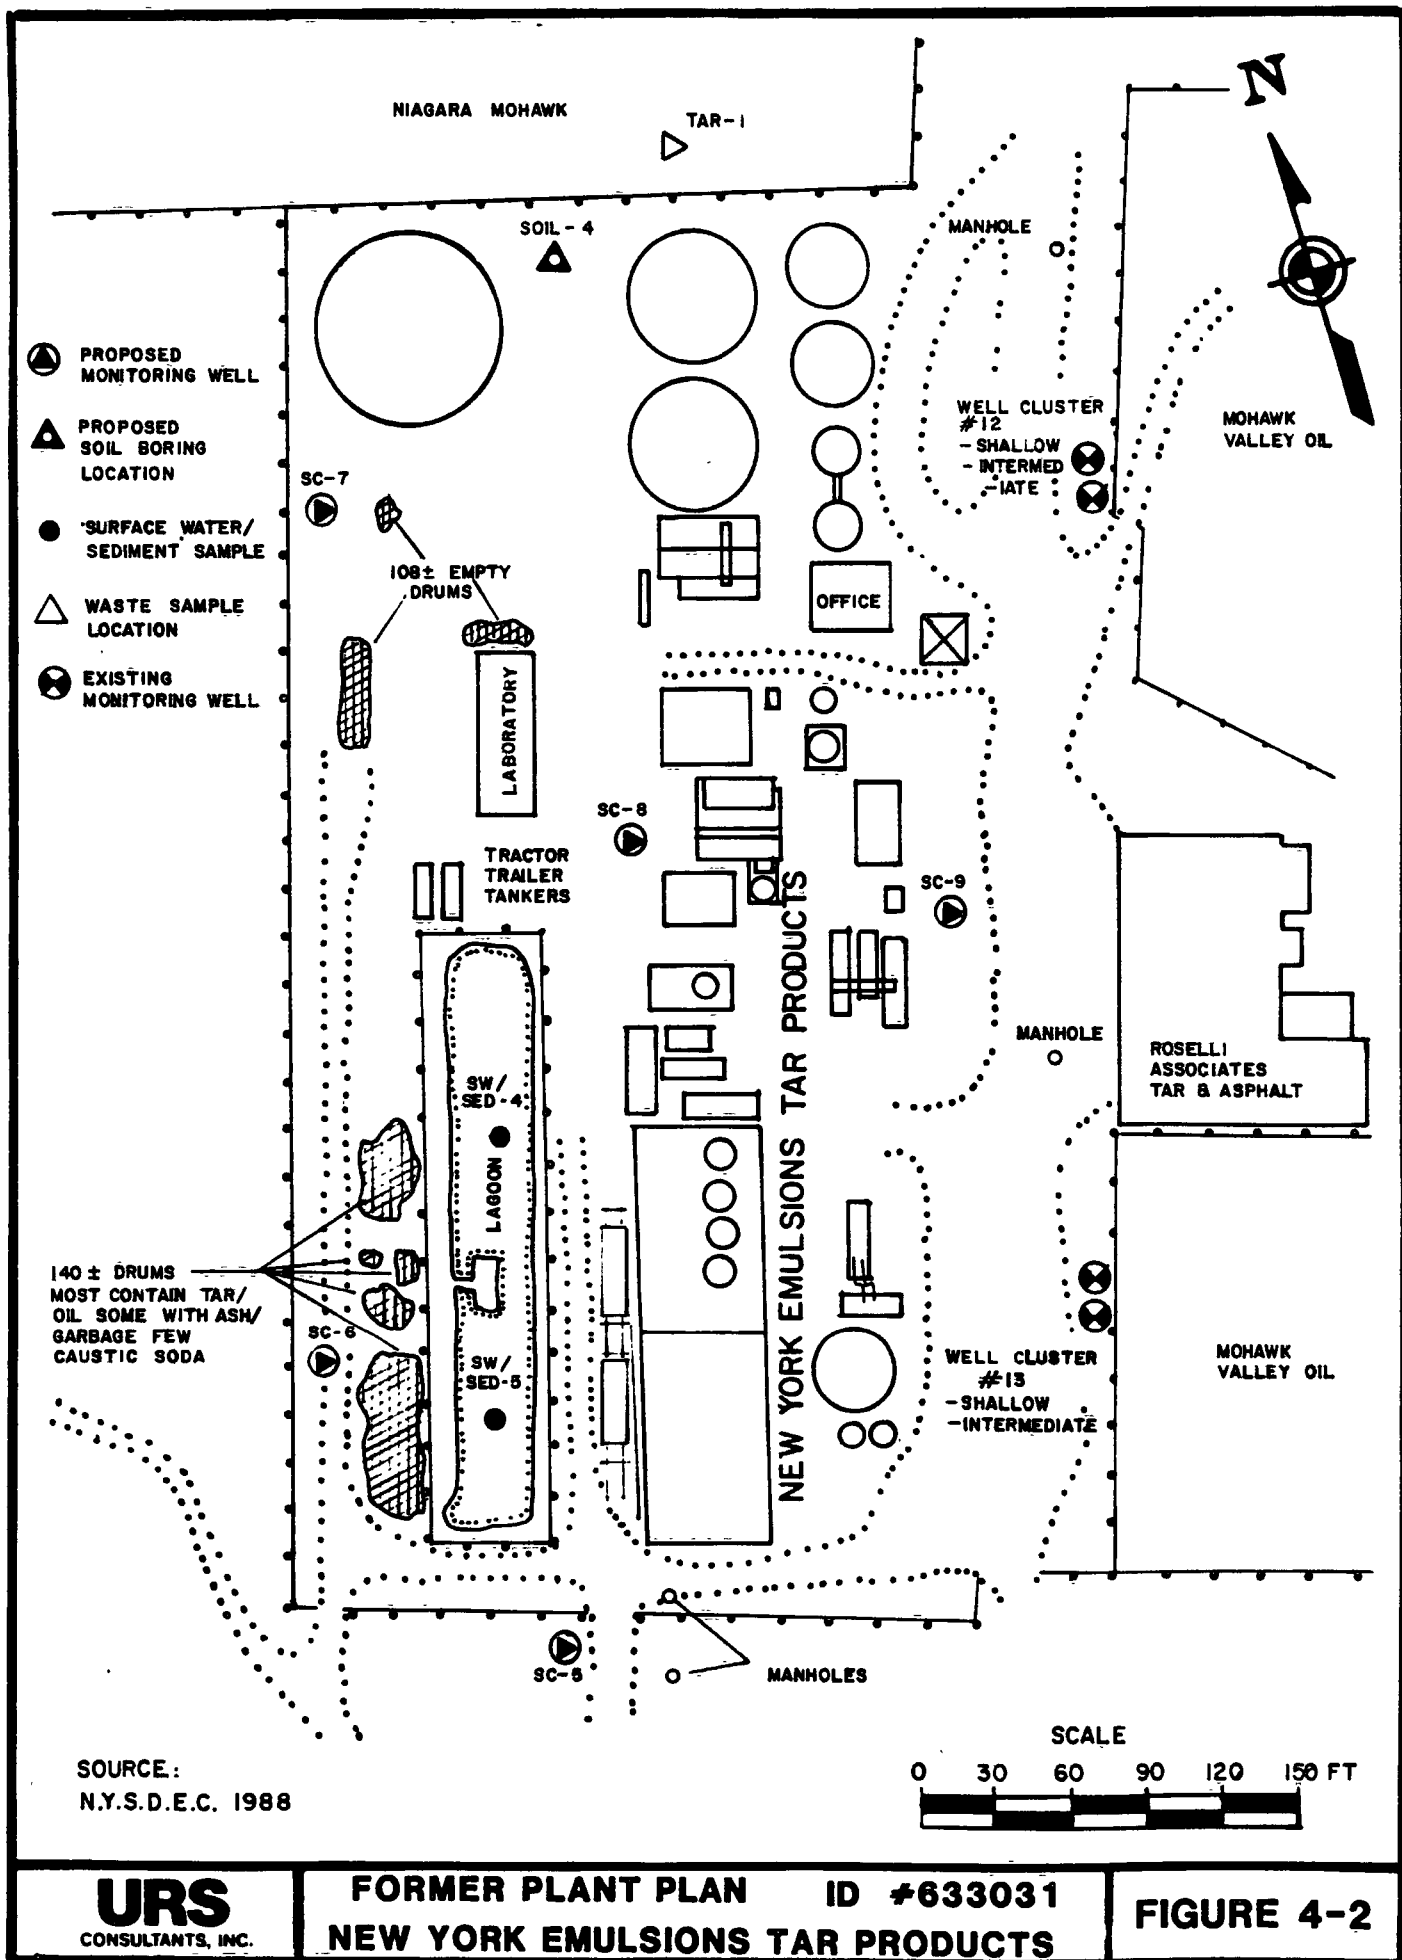 N
NIAGARA MOHAWK
TAR-1
SOIL-4
MANHOLE
PROPOSED
MONITORING WELL
PROPOSED
SOIL BORING
LOCATION
SURFACE WATER/
SEDIMENT SAMPLE
WASTE SAMPLE
LOCATION
EXISTING
MONITORING WELL
WELL CLUSTER
#12
- SHALLOW
- INTERMED
- IATE
MOHAWK
VALLEY OIL
SC-7
108± EMPTY
DRUMS
OFFICE
LABORATORY
SC-8
TRACTOR
TRAILER
TANKERS
SC-9
NEW YORK EMULSIONS TAR PRODUCTS
MANHOLE
ROSELLI
ASSOCIATES
TAR & ASPHALT
SW/
SED-4
LAGOON
140 ± DRUMS
MOST CONTAIN TAR/
OIL SOME WITH ASH/
GARBAGE FEW
CAUSTIC SODA
SC-6
SW/
SED-5
WELL CLUSTER
#13
-SHALLOW
-INTERMEDIATE
MOHAWK
VALLEY OIL
SC-5
MANHOLES
SOURCE:
N.Y.S.D.E.C. 1988
SCALE
0 30 60 90 120 150 FT
URS
CONSULTANTS, INC.
FORMER PLANT PLAN ID #633031
NEW YORK EMULSIONS TAR PRODUCTS
FIGURE 4-2